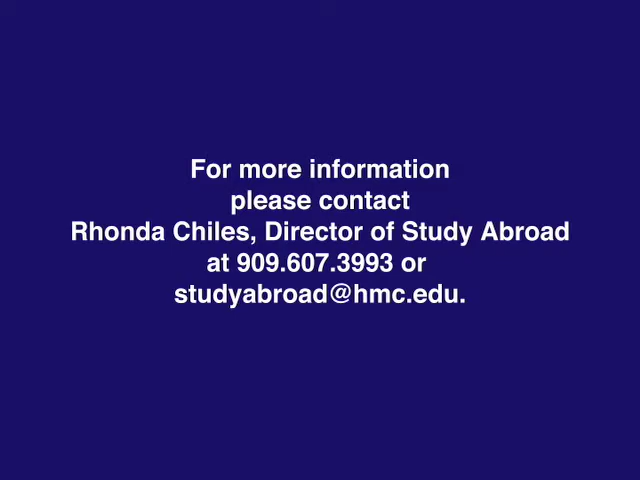 For more information
please contact
Rhonda Chiles, Director of Study Abroad
at 909.607.3993 or
studyabroad@hmc.edu.